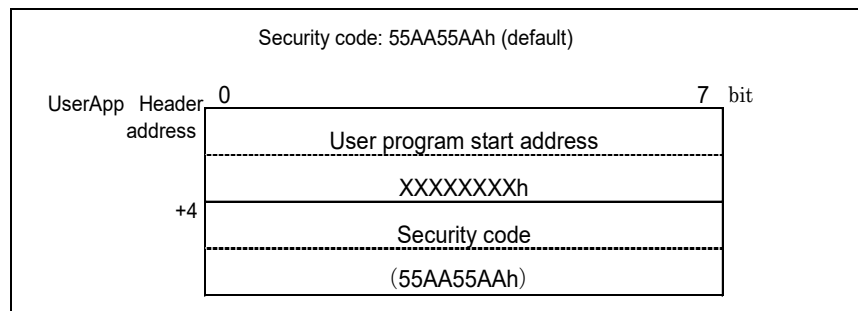 Security code: 55AA55AAh (default)
0 7 bit
UserApp Header
address
User program start address
XXXXXXXXh
+4
Security code
(55AA55AAh)